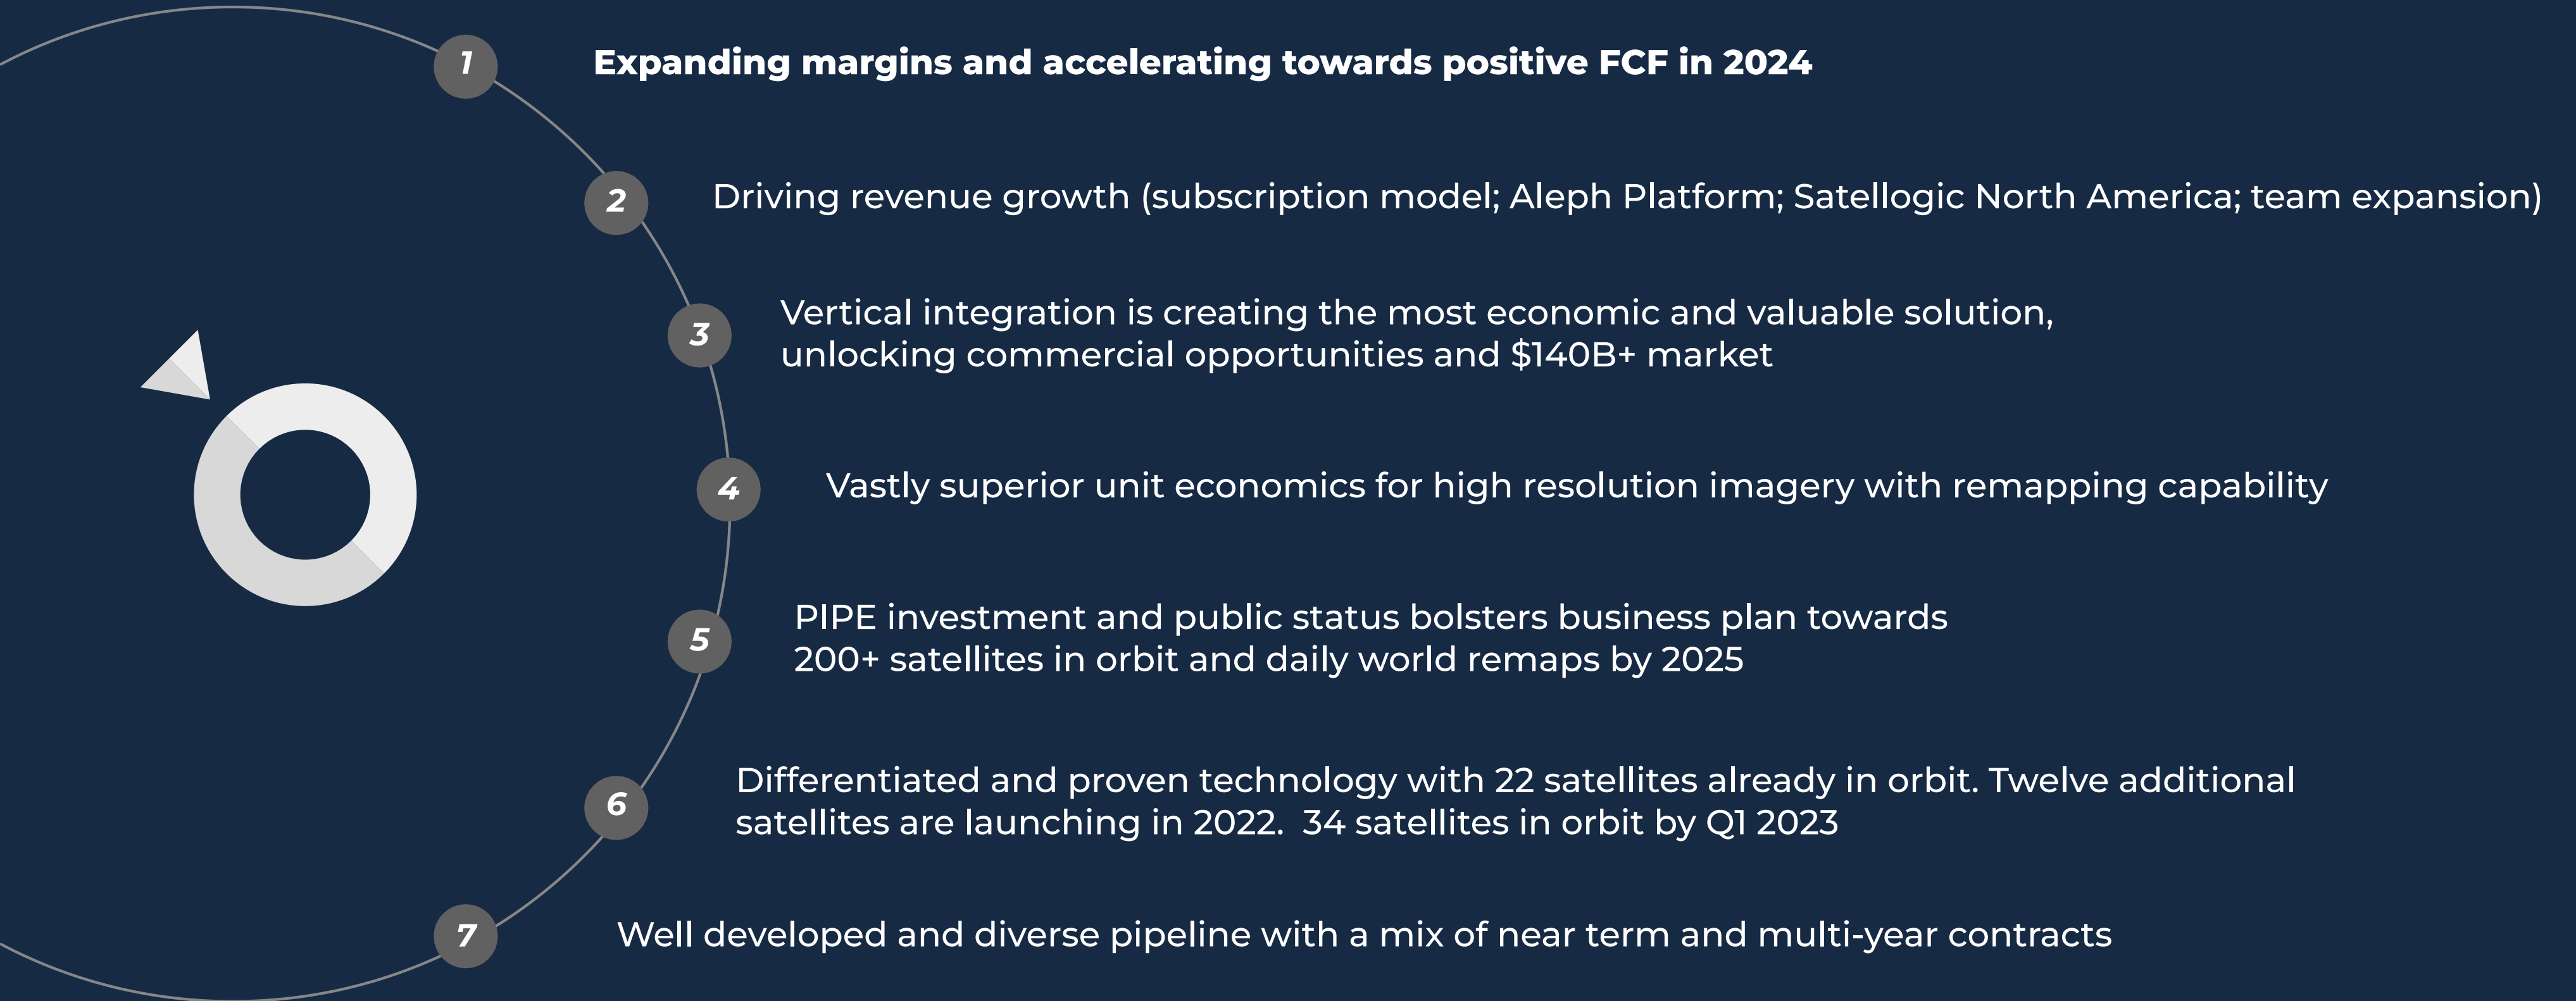 1
Expanding margins and accelerating towards positive FCF in 2024
2
Driving revenue growth (subscription model; Aleph Platform; Satellogic North America; team expansion)
3
Vertical integration is creating the most economic and valuable solution,
unlocking commercial opportunities and $140B+ market
4
Vastly superior unit economics for high resolution imagery with remapping capability
5
PIPE investment and public status bolsters business plan towards
200+ satellites in orbit and daily world remaps by 2025
6
Differentiated and proven technology with 22 satellites already in orbit. Twelve additional
satellites are launching in 2022.  34 satellites in orbit by Q1 2023
7
Well developed and diverse pipeline with a mix of near term and multi-year contracts